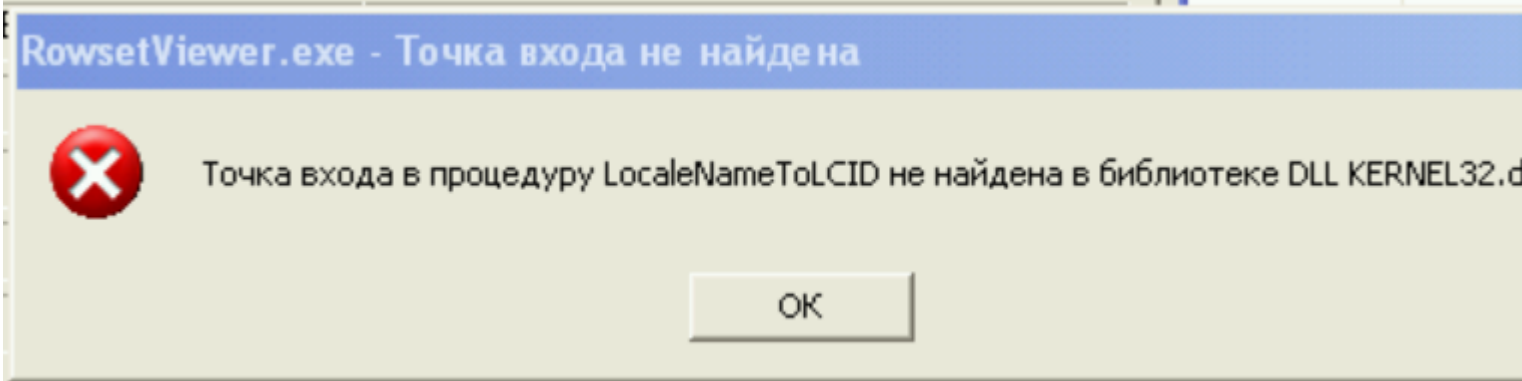 RowsetViewer.exe - Точка входа не найдена
Точка входа в процедуру LocaleNameToLCID не найдена в библиотеке DLL KERNEL32.d
ОК